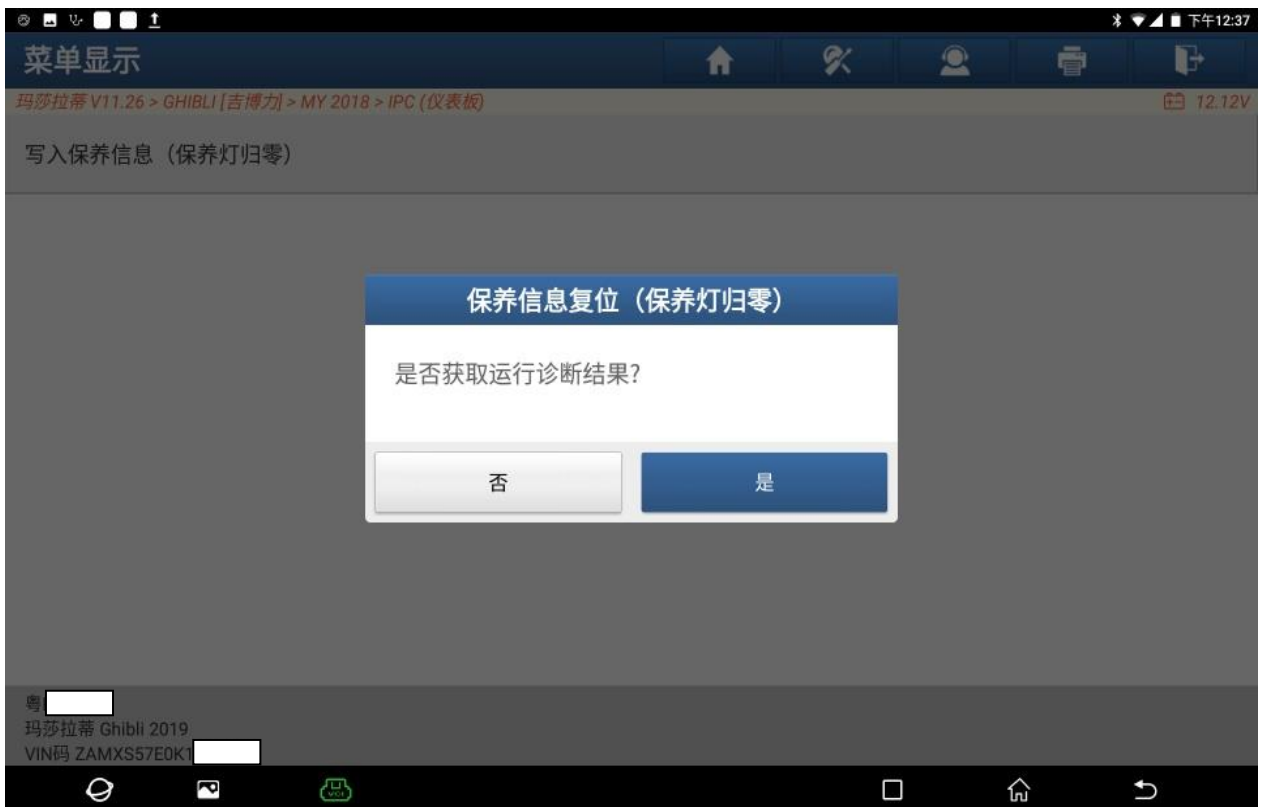 下午12:37
菜单显示
玛莎拉蒂 V11.26 > GHIBLI [吉博力] > MY 2018 > IPC (仪表板)
12.12V
写入保养信息（保养灯归零）
保养信息复位（保养灯归零）
是否获取运行诊断结果?
否
是
粤
玛莎拉蒂 Ghibli 2019
VIN码 ZAMXS57E0K1
VCI